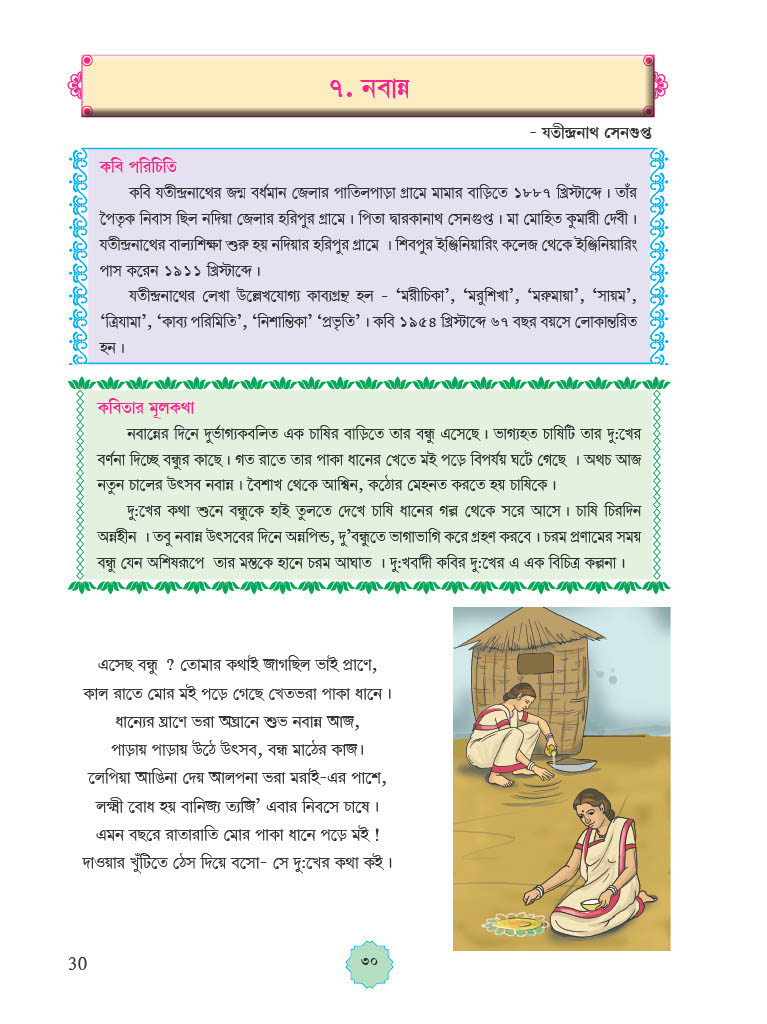 ৭. নবান্ন
- যতীন্দ্রনাথ সেনগুপ্ত
কবি পরিচিতি
কবি যতীন্দ্রনাথের জন্ম বর্ধমান জেলার পাতিলপাড়া গ্রামে মামার বাড়িতে ১৮৮৭ খ্রিস্টাব্দে । তাঁর
পৈতৃক নিবাস ছিল নদিয়া জেলার হরিপুর গ্রামে । পিতা দ্বারকানাথ সেনগুপ্ত । মা মোহিত কুমারী দেবী ।
যতীন্দ্রনাথের বাল্যশিক্ষা শুরু হয় নদিয়ার হরিপুর গ্রামে । শিবপুর ইঞ্জিনিয়ারিং কলেজ থেকে ইঞ্জিনিয়ারিং
পাস করেন ১৯১১ খ্রিস্টাব্দে ।
যতীন্দ্রনাথের লেখা উল্লেখযোগ্য কাব্যগ্রন্থ হল - ‘মরীচিকা’, ‘মরুশিখা’, ‘মরুমায়া’, ‘সায়ম’,
‘ত্রিযামা’, ‘কাব্য পরিমিতি’, ‘নিশান্তিকা’ ‘প্রভৃতি’ । কবি ১৯৫৪ খ্রিস্টাব্দে ৬৭ বছর বয়সে লোকান্তরিত
হন ।
কবিতার মূলকথা
নবান্নের দিনে দুর্ভাগ্যকবলিত এক চাষির বাড়িতে তার বন্ধু এসেছে । ভাগ্যহত চাষিটি তার দু:খের
বর্ণনা দিচ্ছে বন্ধুর কাছে । গত রাতে তার পাকা ধানের খেতে মই পড়ে বিপর্যয় ঘটে গেছে । অথচ আজ
নতুন চালের উৎসব নবান্ন । বৈশাখ থেকে আশ্বিন, কঠোর মেহনত করতে হয় চাষিকে ।
দু:খের কথা শুনে বন্ধুকে হাই তুলতে দেখে চাষি ধানের গল্প থেকে সরে আসে । চাষি চিরদিন
অন্নহীন । তবু নবান্ন উৎসবের দিনে অন্নপিন্ড, দু’বন্ধুতে ভাগাভাগি করে গ্রহণ করবে । চরম প্রণামের সময়
বন্ধু যেন অশিষরূপে তার মস্তকে হানে চরম আঘাত । দু:খবাদী কবির দু:খের এ এক বিচিত্র কল্পনা ।
এসেছ বন্ধু ? তোমার কথাই জাগছিল ভাই প্রাণে,
কাল রাতে মোর মই পড়ে গেছে খেতভরা পাকা ধানে ।
ধান্যের ঘ্রাণে ভরা অঘ্রানে শুভ নবান্ন আজ,
পাড়ায় পাড়ায় উঠে উৎসব, বন্ধ মাঠের কাজ।
লেপিয়া আঙিনা দেয় আলপনা ভরা মরাই-এর পাশে,
লক্ষ্মী বোধ হয় বানিজ্য ত্যজি’ এবার নিবসে চাষে ।
এমন বছরে রাতারাতি মোর পাকা ধানে পড়ে মই !
দাওয়ার খুঁটিতে ঠেস দিয়ে বসো- সে দু:খের কথা কই ।
30
৩০